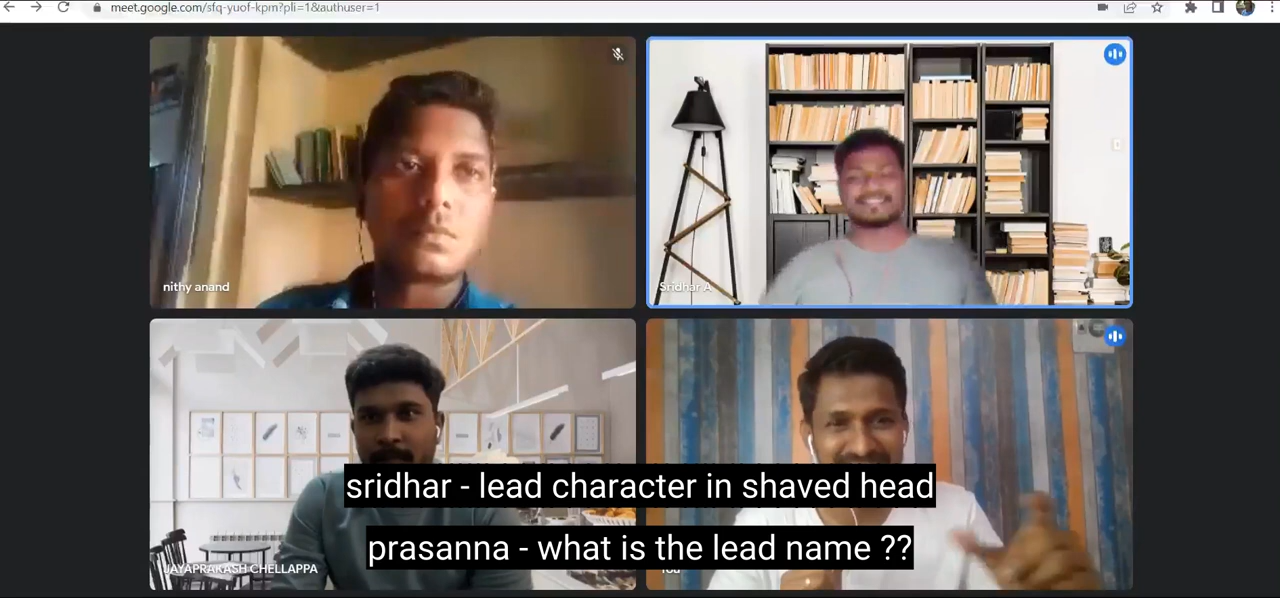 meet.google.com/sfq-yuof-kpm?pli=1&authuser=1
nithy anand
Sridhar A
sridhar - lead character in shaved head
prasanna - what is the lead name ??
JAYAPRAKASH CHELLAPPA
You